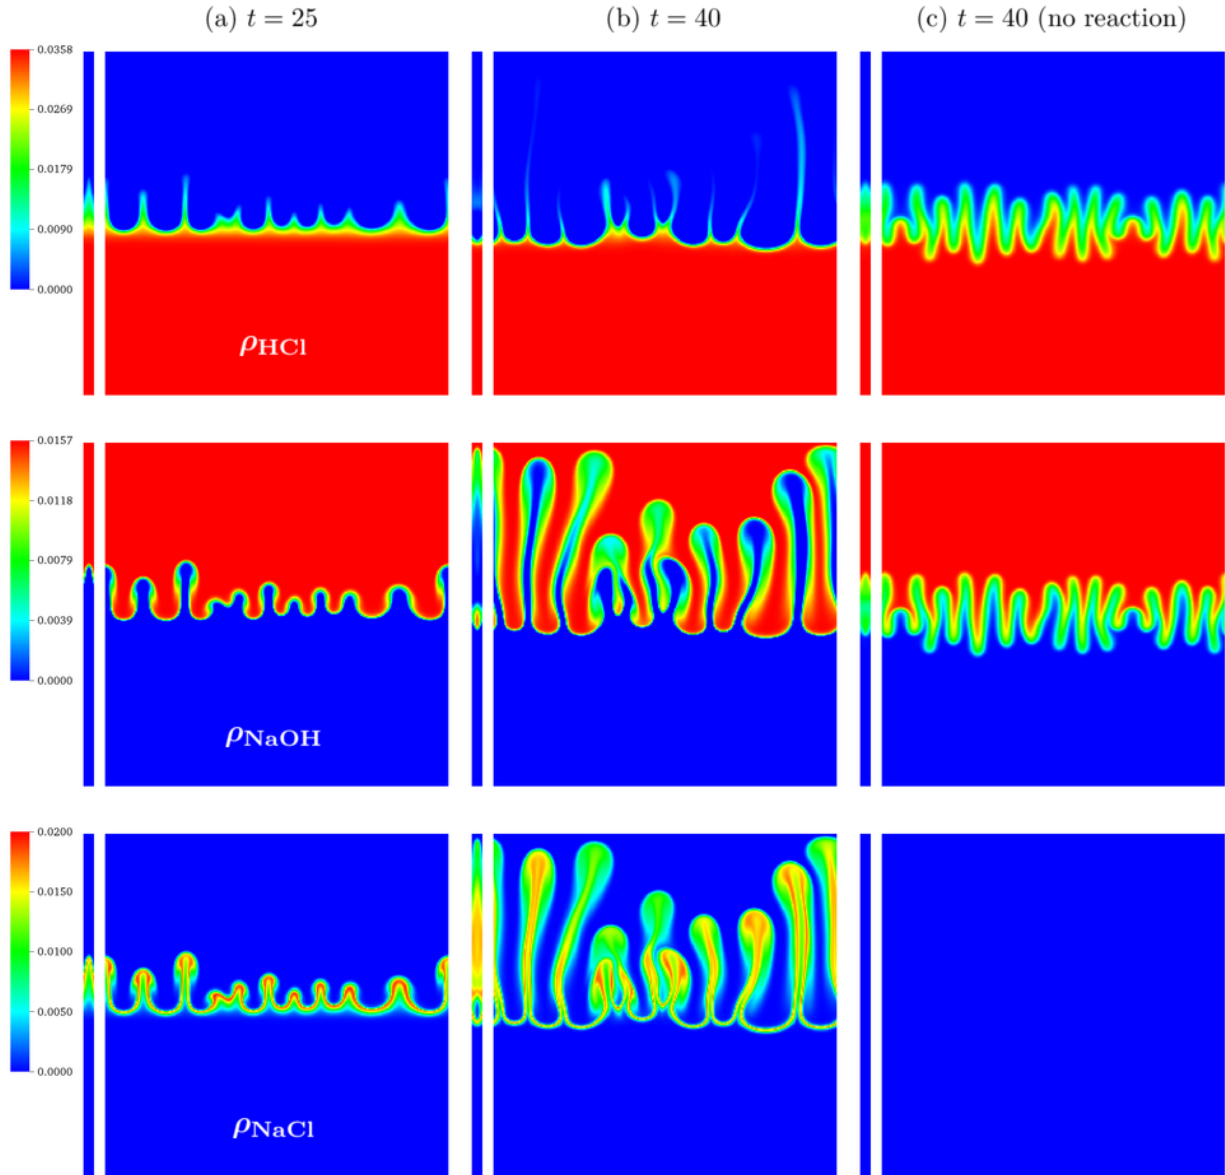 (a) t = 25
(b) t = 40
(c) t = 40 (no reaction)
0.0358
0.0269
0.0179
0.0090
0.0000
ρHCl
0.0157
0.0118
0.0079
0.0039
0.0000
ρNaOH
0.0200
0.0150
0.0100
0.0050
0.0000
ρNaCl